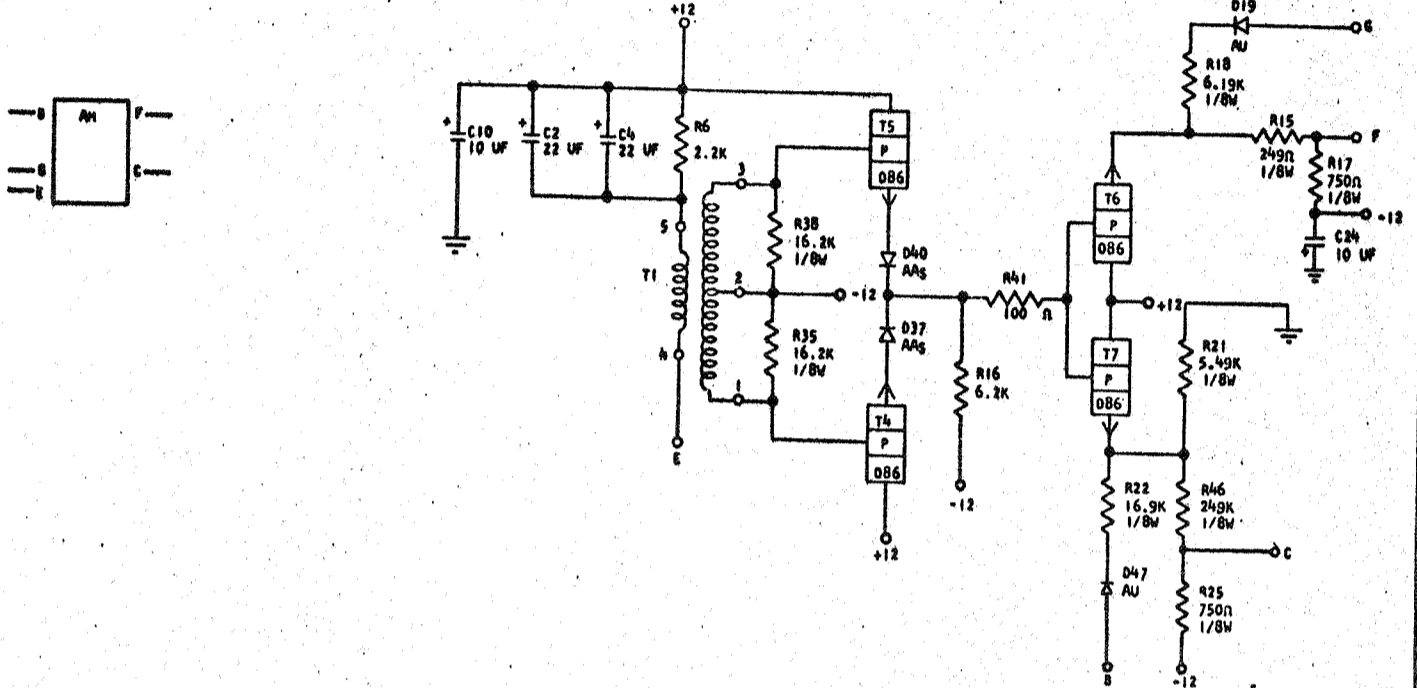 +12
D19
G
AU
R18
6.19K
1/8W
AM
F
C
C10
10 UF
C2
22 UF
C4
22 UF
R6
2.2K
T5
P
086
R15
249Ω
1/8W
F
R17
750Ω
1/8W
-12
C24
10 UF
3
5
T1
4
E
2
1
R38
16.2K
1/8W
-12
R35
16.2K
1/8W
D40
AAS
D37
AAS
T4
P
086
+12
R41
100 Ω
R16
6.2K
-12
T6
P
086
+12
T7
P
086
R21
5.49K
1/8W
R22
16.9K
1/8W
R46
249K
1/8W
C
D47
AU
R25
750Ω
1/8W
B
-12